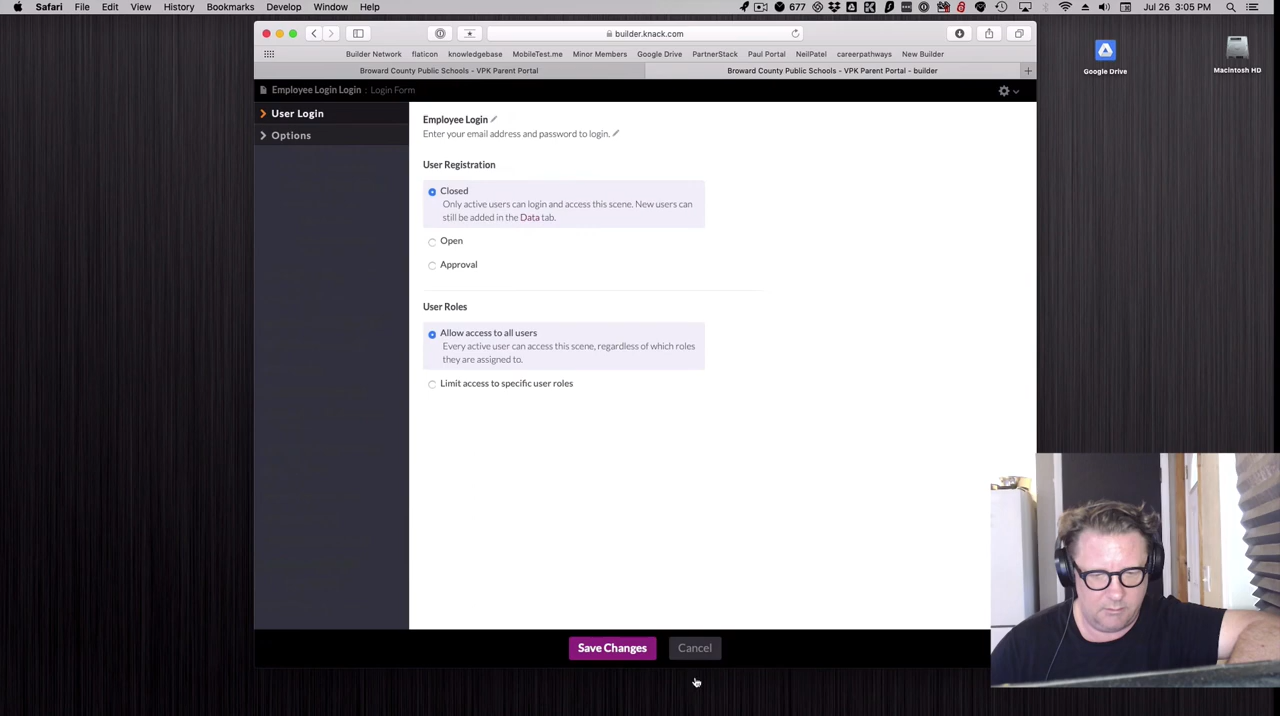 Safari File Edit View History Bookmarks Develop Window Help 677 Jul 26 3:05 PM
builder.knack.com
Builder Network flaticon knowledgebase MobileTest.me Minor Members Google Drive PartnerStack Paul Portal NeilPatel careerpathways New Builder
Broward County Public Schools - VPK Parent Portal Broward County Public Schools - VPK Parent Portal - builder
Google Drive
Macintosh HD
Employee Login Login : Login Form
User Login
Options
Employee Login
Enter your email address and password to login.
User Registration
Closed
Only active users can login and access this scene. New users can
still be added in the Data tab.
Open
Approval
User Roles
Allow access to all users
Every active user can access this scene, regardless of which roles
they are assigned to.
Limit access to specific user roles
Save Changes Cancel